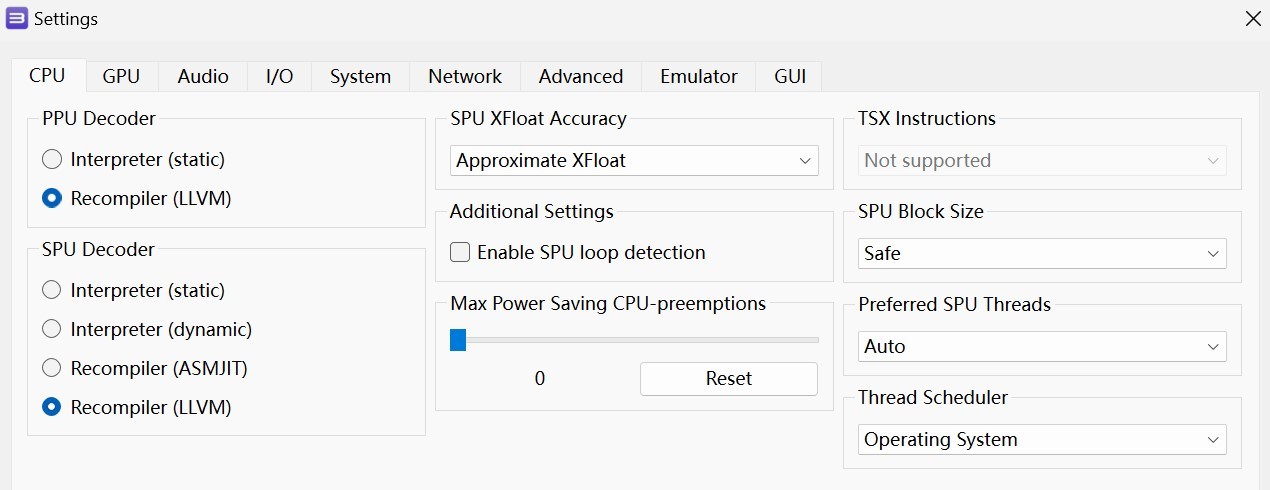 Settings
CPU GPU Audio I/O System Network Advanced Emulator GUI
PPU Decoder
Interpreter (static)
Recompiler (LLVM)
SPU Decoder
Interpreter (static)
Interpreter (dynamic)
Recompiler (ASMJIT)
Recompiler (LLVM)
SPU XFloat Accuracy
Approximate XFloat
Additional Settings
Enable SPU loop detection
Max Power Saving CPU-preemptions
0
Reset
TSX Instructions
Not supported
SPU Block Size
Safe
Preferred SPU Threads
Auto
Thread Scheduler
Operating System